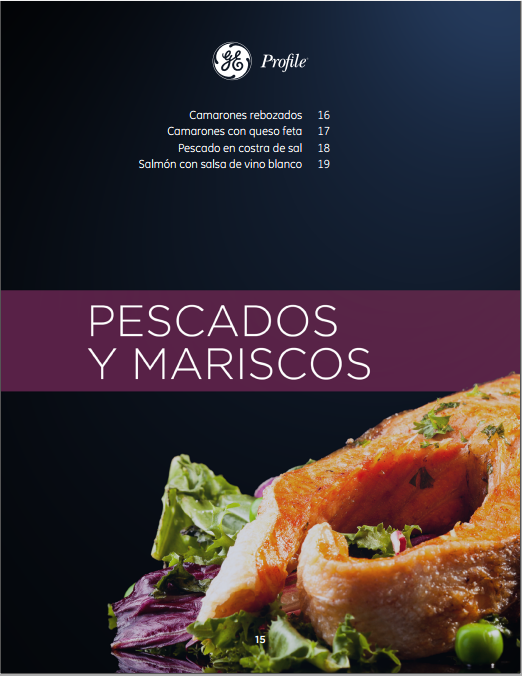 GE Profile
Camarones rebozados 16
Camarones con queso feta 17
Pescado en costra de sal 18
Salmón con salsa de vino blanco 19
PESCADOS
Y MARISCOS
15